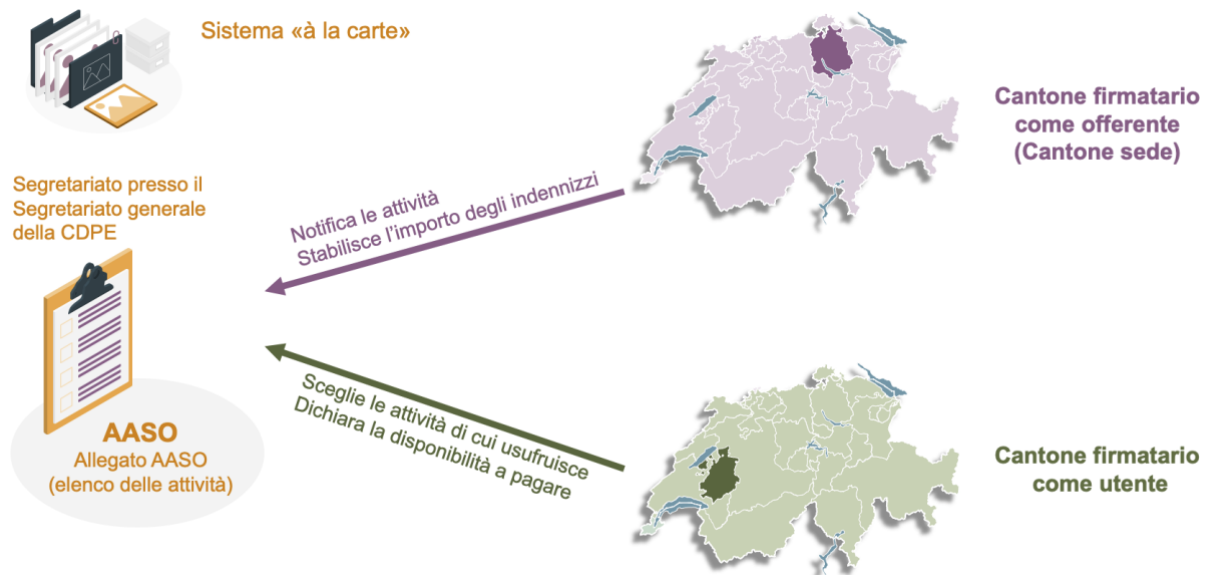 Sistema «à la carte»
Cantone firmatario
come offerente
(Cantone sede)
Segretariato presso il
Segretariato generale
della CDPE
Notifica le attività
Stabilisce l’importo degli indennizzi
Sceglie le attività di cui usufruisce
Dichiara la disponibilità a pagare
AASO
Allegato AASO
(elenco delle attività)
Cantone firmatario
come utente